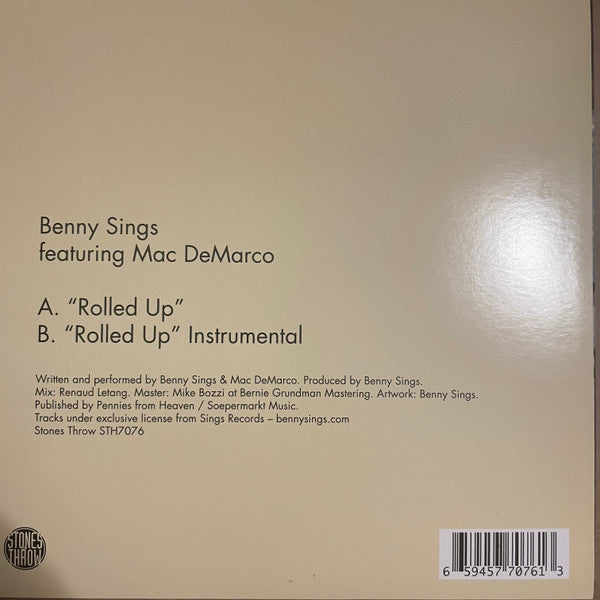 Benny Sings
featuring Mac DeMarco
A. “Rolled Up”
B. “Rolled Up” Instrumental
Written and performed by Benny Sings & Mac DeMarco. Produced by Benny Sings.
Mix: Renaud Letang. Master: Mike Bozzi at Bernie Grundman Mastering. Artwork: Benny Sings.
Published by Pennies from Heaven / Soepermarkt Music.
Tracks under exclusive license from Sings Records – bennysings.com
Stones Throw STH7076
STONES
THROW
6 59457 70761 3